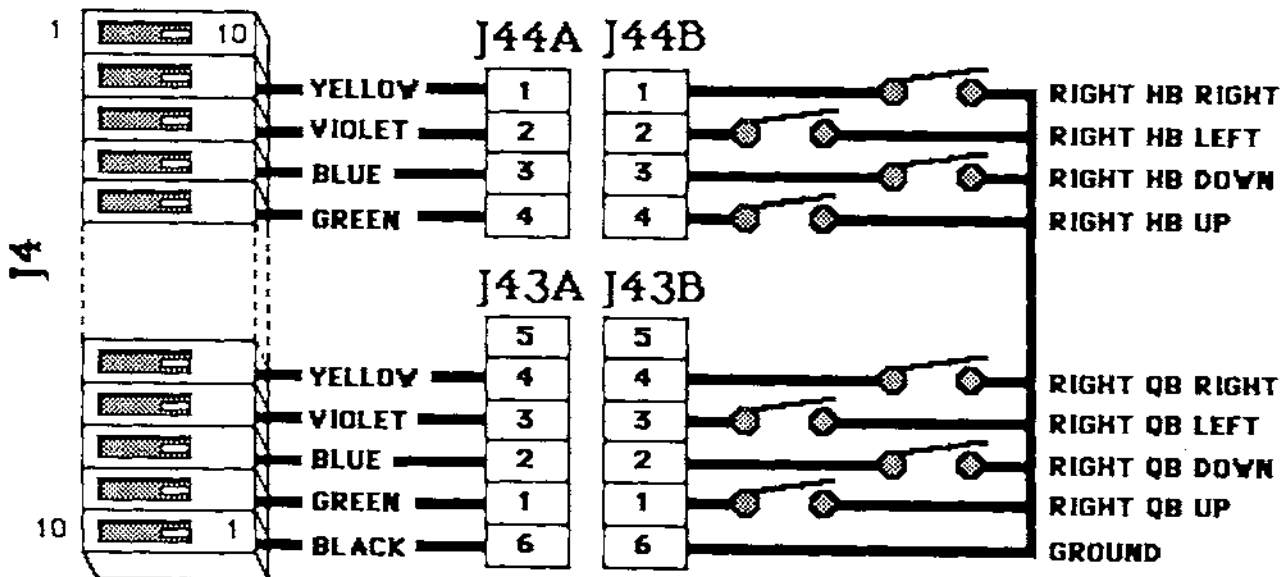 1 10 J44A J44B
YELLOW 1 1 RIGHT HB RIGHT
VIOLET 2 2 RIGHT HB LEFT
BLUE 3 3 RIGHT HB DOWN
GREEN 4 4 RIGHT HB UP
J4
J43A J43B
5 5
YELLOW 4 4 RIGHT QB RIGHT
VIOLET 3 3 RIGHT QB LEFT
BLUE 2 2 RIGHT QB DOWN
GREEN 1 1 RIGHT QB UP
10 1 BLACK 6 6 GROUND